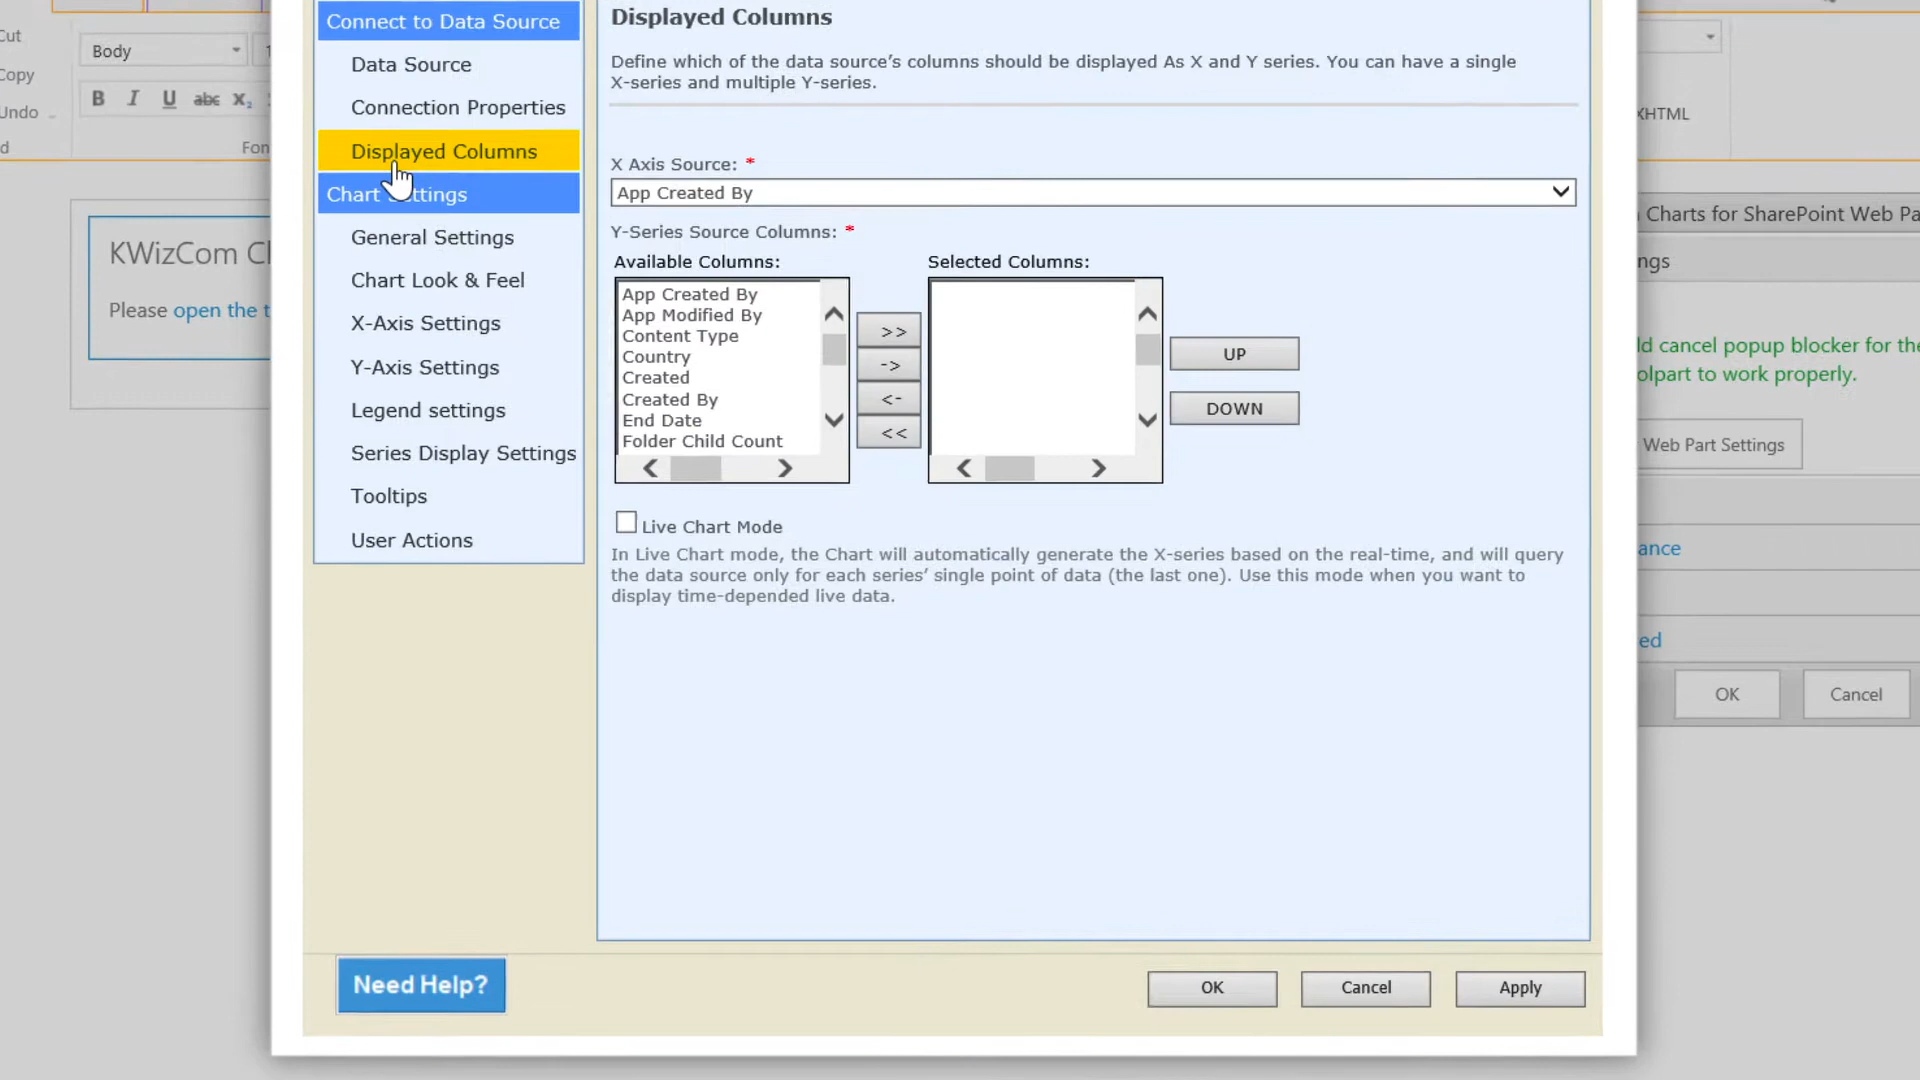 Connect to Data Source
Data Source
Connection Properties
Displayed Columns
Chart Settings
General Settings
Chart Look & Feel
X-Axis Settings
Y-Axis Settings
Legend settings
Series Display Settings
Tooltips
User Actions
Displayed Columns
Define which of the data source's columns should be displayed As X and Y series. You can have a single
X-series and multiple Y-series.
X Axis Source: *
App Created By
Y-Series Source Columns: *
Available Columns:
Selected Columns:
App Created By
App Modified By
Content Type
Country
Created
Created By
End Date
Folder Child Count
>>
->
<-
<<
UP
DOWN
Live Chart Mode
In Live Chart mode, the Chart will automatically generate the X-series based on the real-time, and will query
the data source only for each series' single point of data (the last one). Use this mode when you want to
display time-depended live data.
Need Help?
OK
Cancel
Apply
Cut
Copy
Undo
Body
B I U abc X₂
Fon
KWizCom Ch
Please open the t
XHTML
Charts for SharePoint Web Pa
ngs
ld cancel popup blocker for the
olpart to work properly.
Web Part Settings
ance
ed
OK
Cancel